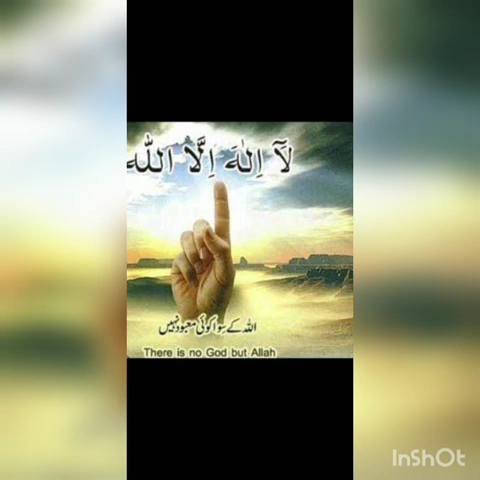 لَآ اِلٰهَ اِلَّا اللّٰه
اللہ کے سوا کوئی معبود نہیں
There is no God but Allah
InShOt